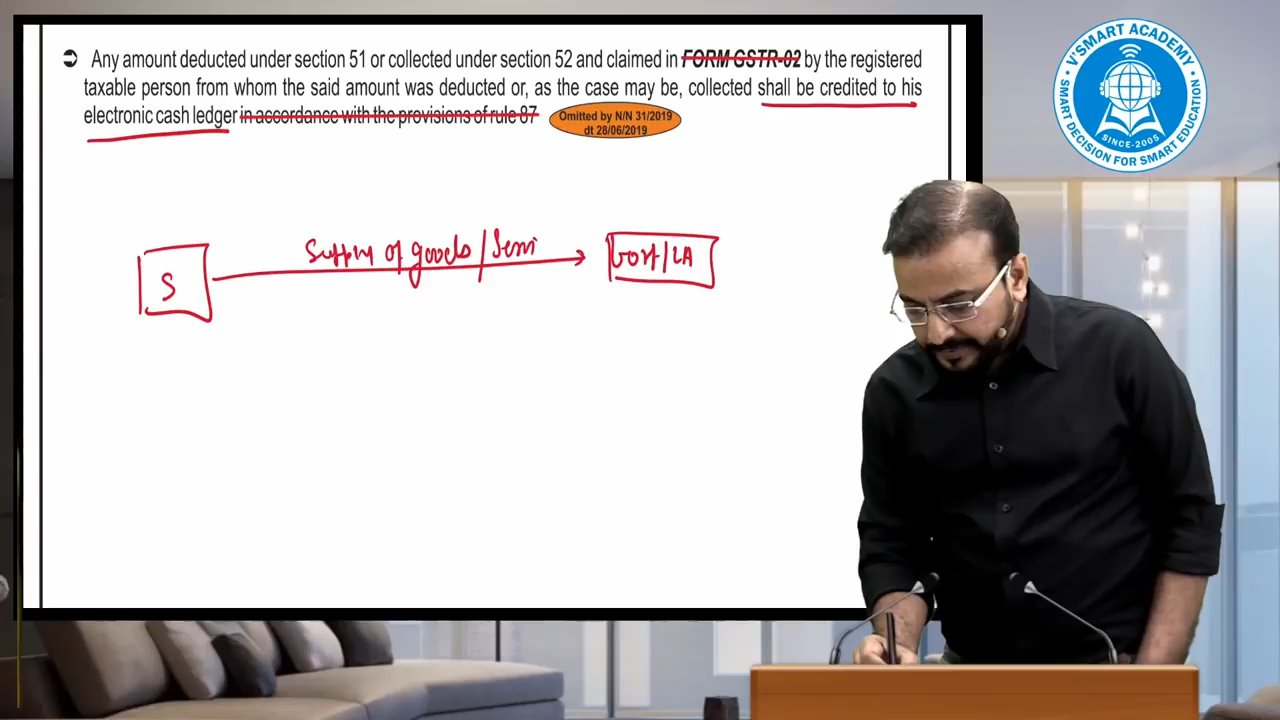 ➲ Any amount deducted under section 51 or collected under section 52 and claimed in FORM GSTR-02 by the registered
taxable person from whom the said amount was deducted or, as the case may be, collected shall be credited to his
electronic cash ledger in accordance with the provisions of rule 87
Omitted by N/N 31/2019
dt 28/06/2019
V'SMART ACADEMY
SINCE-2005
SMART DECISION FOR SMART EDUCATION
Supply of goods/Servi
S
Govt/LA